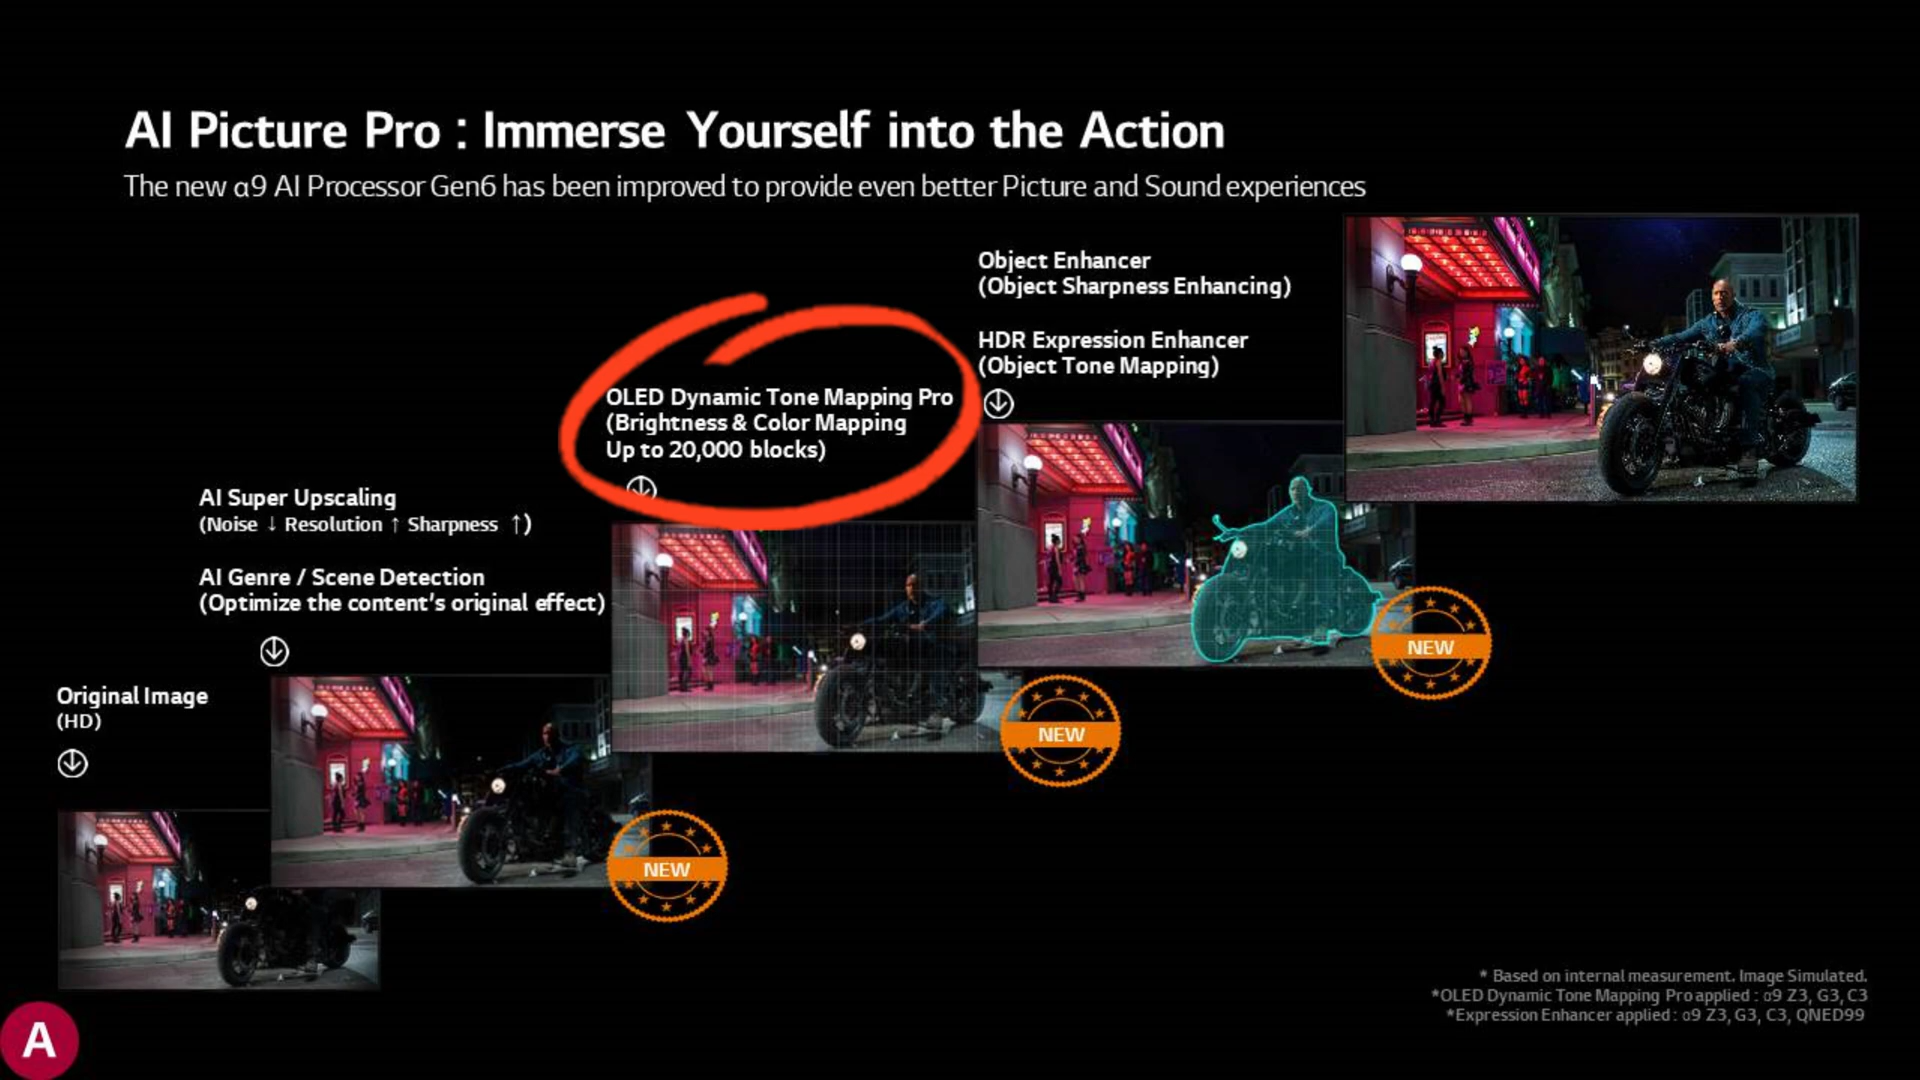 AI Picture Pro : Immerse Yourself into the Action
The new α9 AI Processor Gen6 has been improved to provide even better Picture and Sound experiences
Object Enhancer
(Object Sharpness Enhancing)
HDR Expression Enhancer
(Object Tone Mapping)
OLED Dynamic Tone Mapping Pro
(Brightness & Color Mapping
Up to 20,000 blocks)
AI Super Upscaling
(Noise ↓ Resolution ↑ Sharpness ↑)
AI Genre / Scene Detection
(Optimize the content's original effect)
Original Image
(HD)
NEW
NEW
NEW
* Based on internal measurement. Image Simulated.
*OLED Dynamic Tone Mapping Pro applied : α9 Z3, G3, C3
*Expression Enhancer applied : α9 Z3, G3, C3, QNED99
A